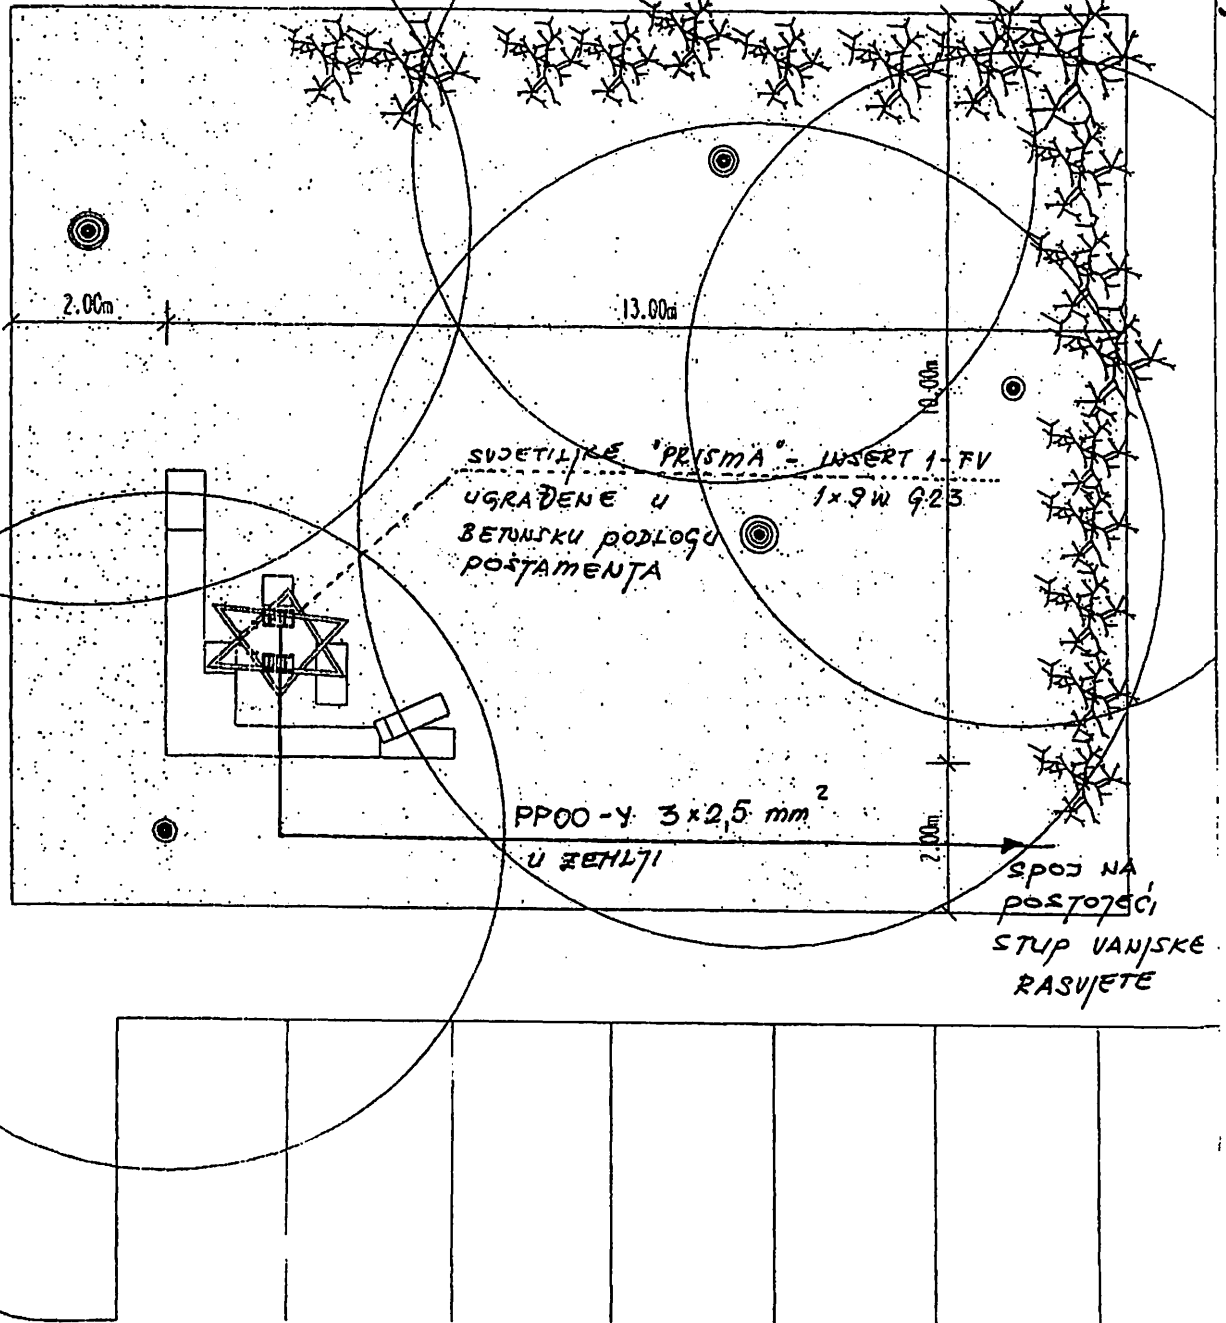 2.00m
13.00m
10.00m
SVJETILJKE "PRISMA" - INSERT 1-FV
UGRAĐENE U 1x9W G23
BETONSKU PODLOGU
POSTAMENTA
PP00-Y 3x2,5 mm²
U ZEMLJI
2.00m
SPOJ NA
POSTOJEĆI
STUP VANJSKE
RASVJETE